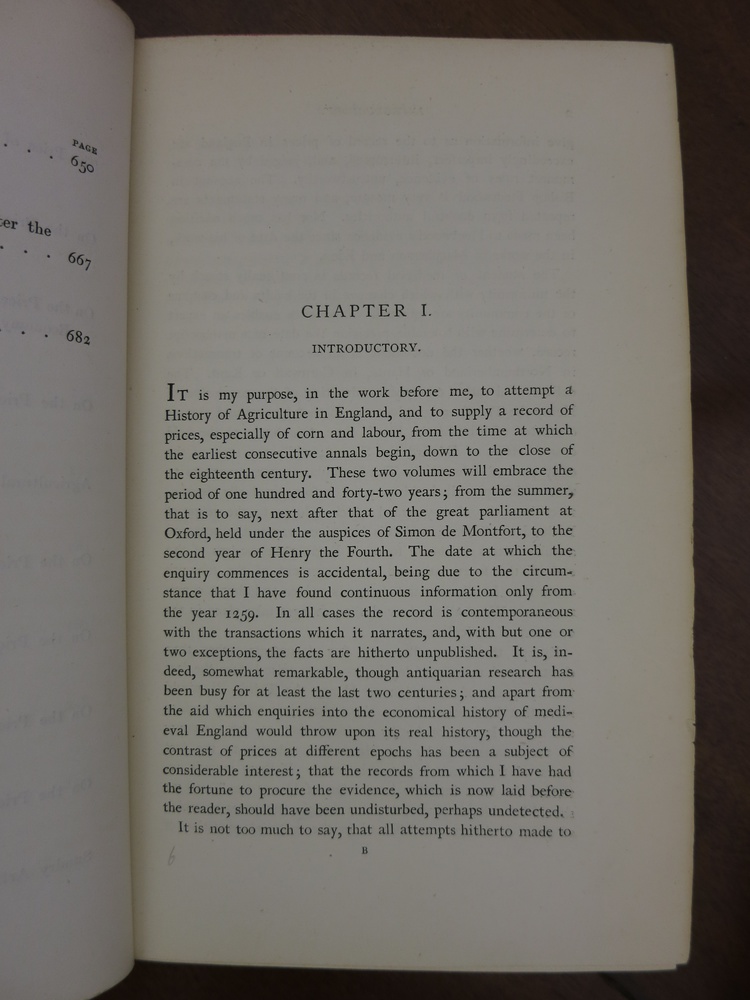 PAGE
. . . 650
ter the
. . . 667
. . . 682
CHAPTER I.
INTRODUCTORY.
IT is my purpose, in the work before me, to attempt a
History of Agriculture in England, and to supply a record of
prices, especially of corn and labour, from the time at which
the earliest consecutive annals begin, down to the close of
the eighteenth century. These two volumes will embrace the
period of one hundred and forty-two years; from the summer,
that is to say, next after that of the great parliament at
Oxford, held under the auspices of Simon de Montfort, to the
second year of Henry the Fourth. The date at which the
enquiry commences is accidental, being due to the circum-
stance that I have found continuous information only from
the year 1259. In all cases the record is contemporaneous
with the transactions which it narrates, and, with but one or
two exceptions, the facts are hitherto unpublished. It is, in-
deed, somewhat remarkable, though antiquarian research has
been busy for at least the last two centuries; and apart from
the aid which enquiries into the economical history of medi-
eval England would throw upon its real history, though the
contrast of prices at different epochs has been a subject of
considerable interest; that the records from which I have had
the fortune to procure the evidence, which is now laid before
the reader, should have been undisturbed, perhaps undetected.
It is not too much to say, that all attempts hitherto made to
B